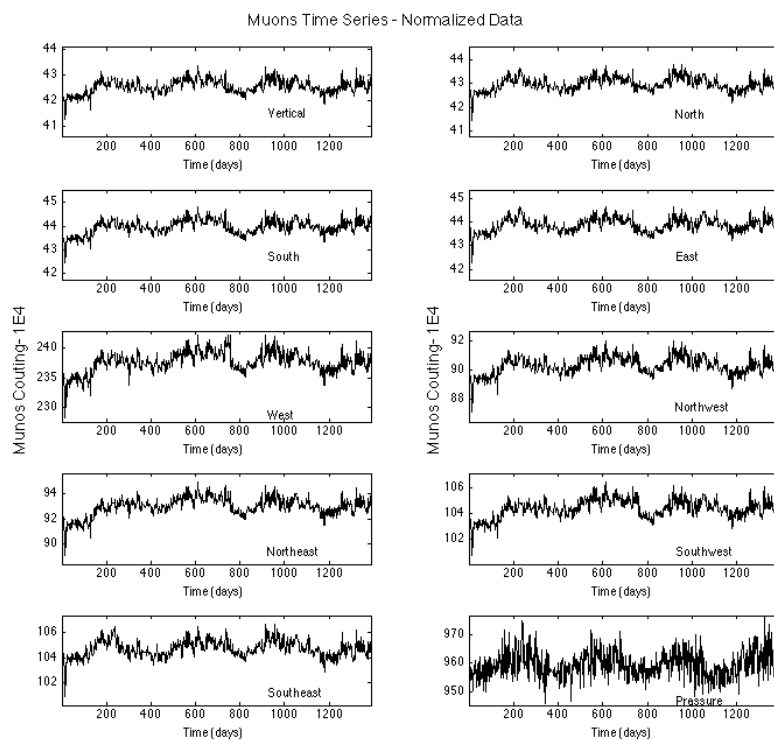 Muons Time Series - Normalized Data
44
43
42
41
Vertical
200 400 600 800 1000 1200
Time (days)
44
43
42
41
North
200 400 600 800 1000 1200
Time (days)
45
44
43
42
South
200 400 600 800 1000 1200
Time (days)
45
44
43
42
East
200 400 600 800 1000 1200
Time (days)
Munos Couting- 1E4
240
235
230
West
200 400 600 800 1000 1200
Time (days)
Munos Couting- 1E4
92
90
88
Northwest
200 400 600 800 1000 1200
Time (days)
94
92
90
Northeast
200 400 600 800 1000 1200
Time (days)
106
104
102
Southwest
200 400 600 800 1000 1200
Time (days)
106
104
102
Southeast
200 400 600 800 1000 1200
Time (days)
970
960
950
Pressure
200 400 600 800 1000 1200
Time (days)